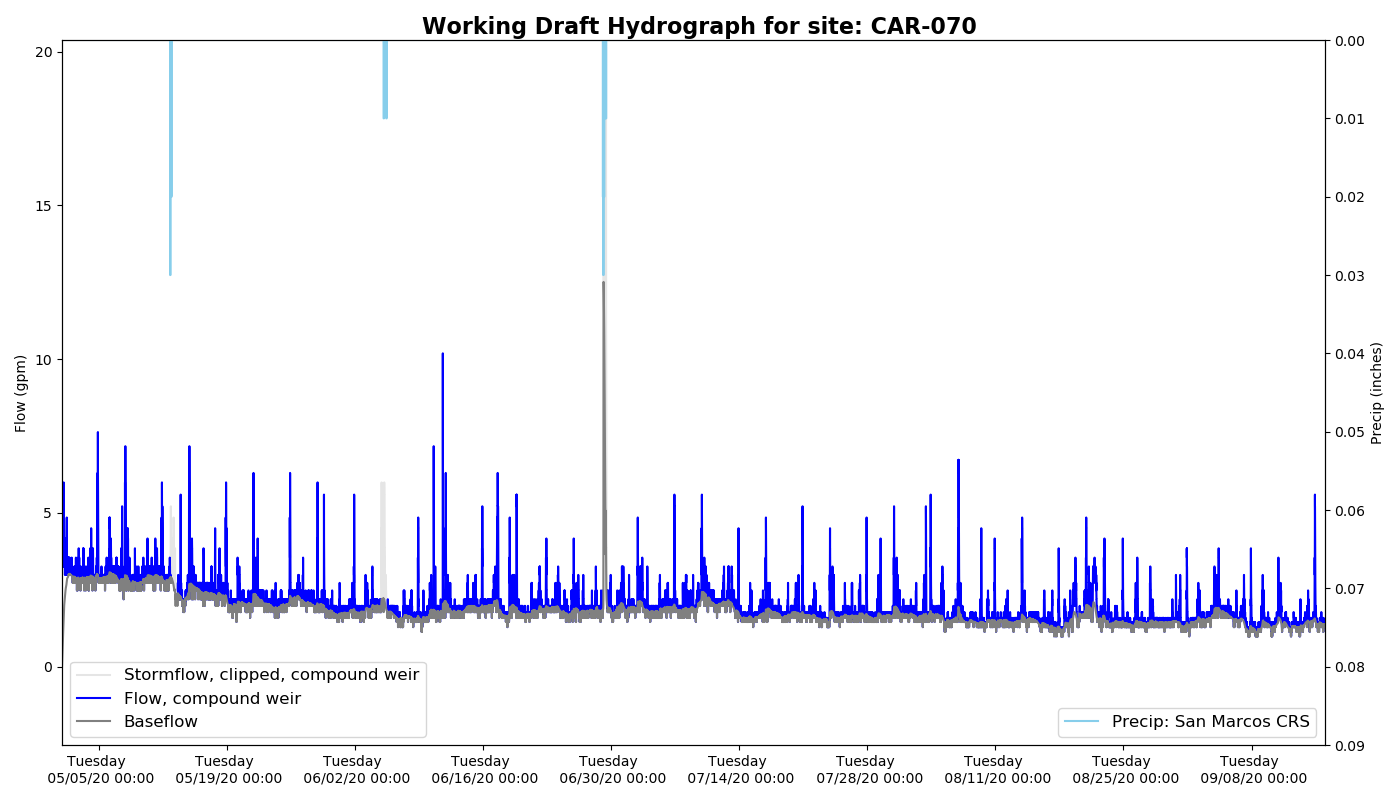 Working Draft Hydrograph for site: CAR-070
20
15
10
5
0
Flow (gpm)
0.00
0.01
0.02
0.03
0.04
0.05
0.06
0.07
0.08
0.09
Precip (inches)
Stormflow, clipped, compound weir
Flow, compound weir
Baseflow
Precip: San Marcos CRS
Tuesday
05/05/20 00:00
Tuesday
05/19/20 00:00
Tuesday
06/02/20 00:00
Tuesday
06/16/20 00:00
Tuesday
06/30/20 00:00
Tuesday
07/14/20 00:00
Tuesday
07/28/20 00:00
Tuesday
08/11/20 00:00
Tuesday
08/25/20 00:00
Tuesday
09/08/20 00:00